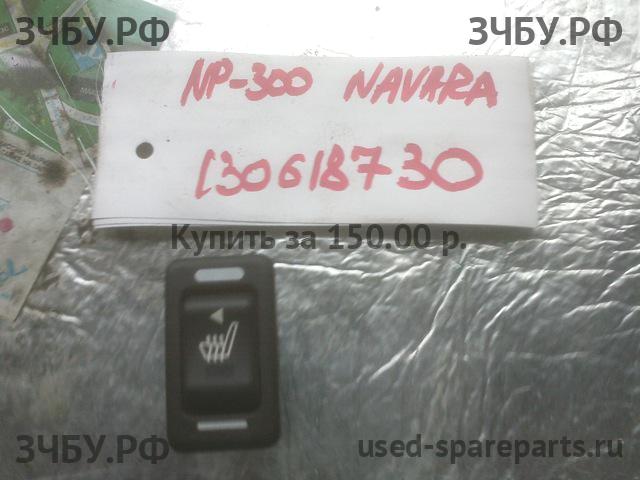 ЗЧБУ.РФ ЗЧБУ.РФ
NP-300 NAVARA
130618730
Купить за 150.00 р.
ЗЧБУ.РФ used-spareparts.ru